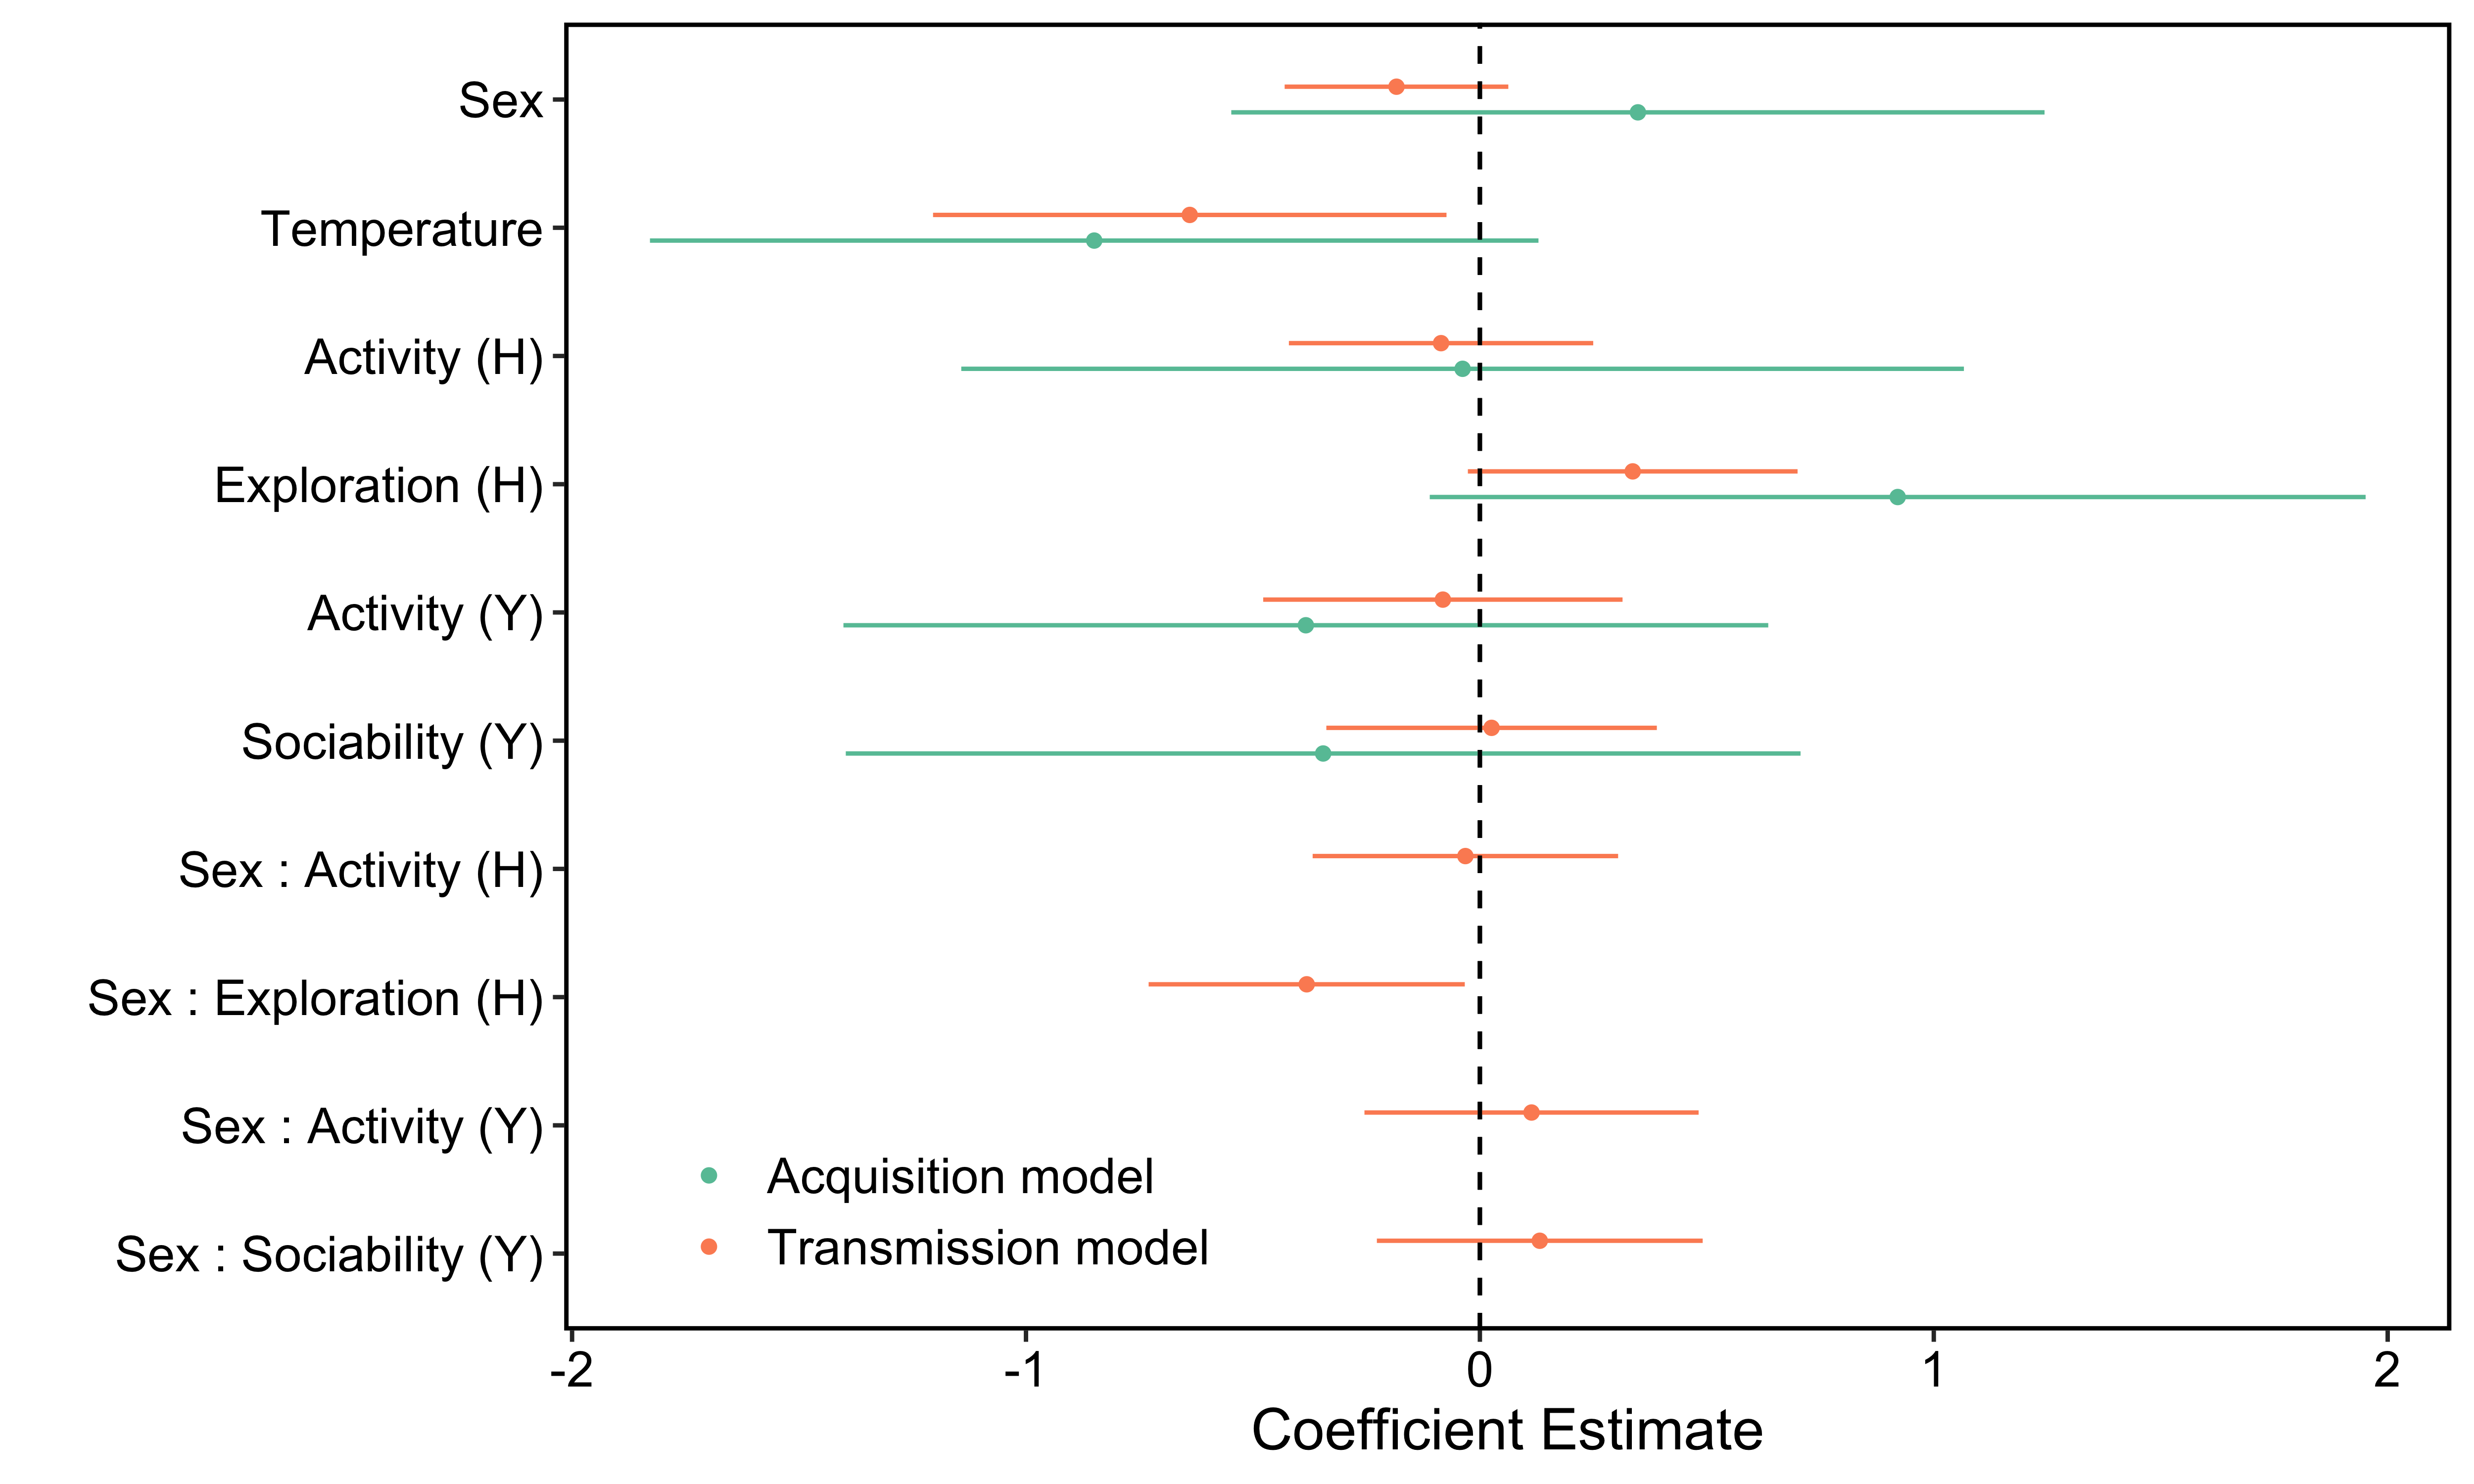 Sex
Temperature
Activity (H)
Exploration (H)
Activity (Y)
Sociability (Y)
Sex : Activity (H)
Sex : Exploration (H)
Sex : Activity (Y)
Sex : Sociability (Y)
Acquisition model
Transmission model
-2 -1 0 1 2
Coefficient Estimate